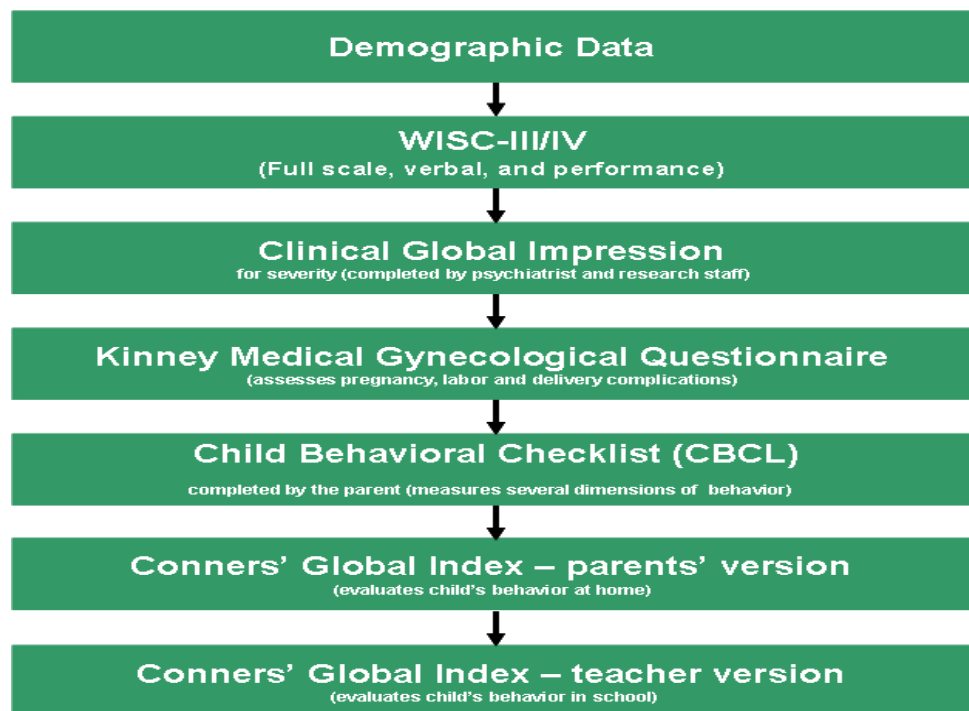 Demographic Data
WISC-III/IV
(Full scale, verbal, and performance)
Clinical Global Impression
for severity (completed by psychiatrist and research staff)
Kinney Medical Gynecological Questionnaire
(assesses pregnancy, labor and delivery complications)
Child Behavioral Checklist (CBCL)
completed by the parent (measures several dimensions of behavior)
Conners’ Global Index – parents’ version
(evaluates child’s behavior at home)
Conners’ Global Index – teacher version
(evaluates child’s behavior in school)